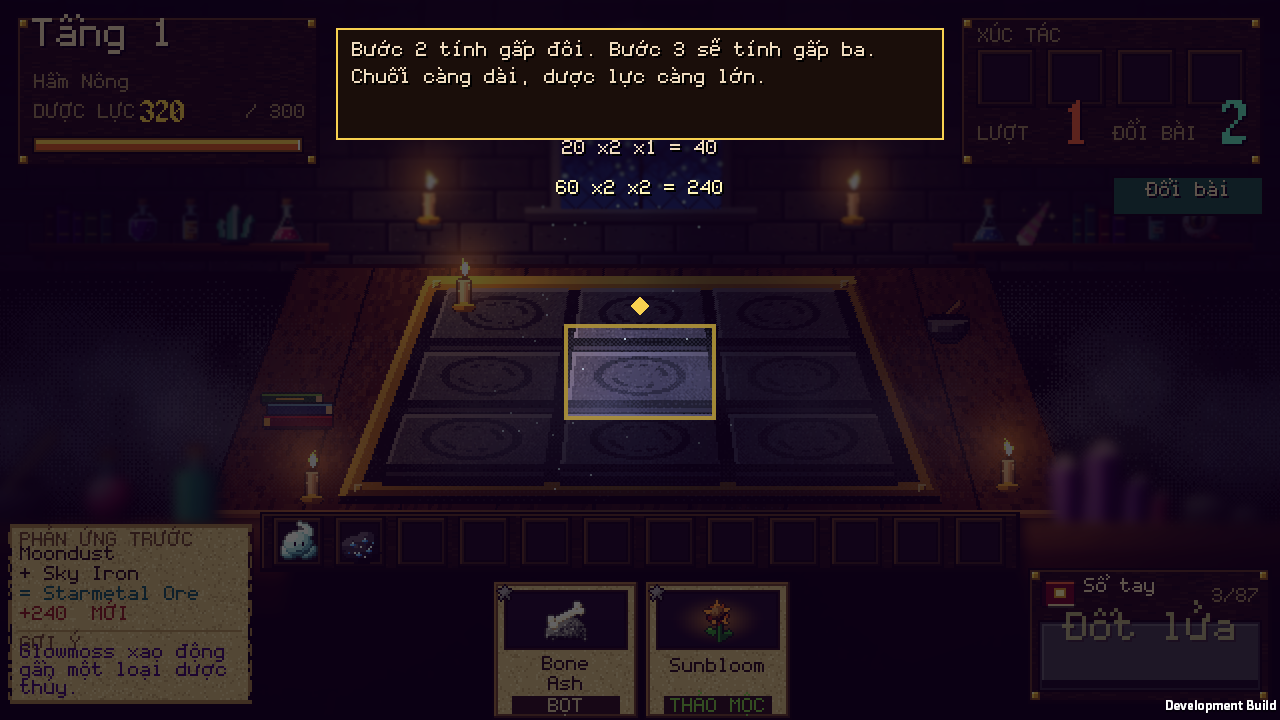 Tầng 1
Hầm Nông
DƯỢC LỰC 320 / 300
Bước 2 tính gấp đôi. Bước 3 sẽ tính gấp ba.
Chuỗi càng dài, dược lực càng lớn.
20 x2 x1 = 40
60 x2 x2 = 240
XÚC TÁC
LƯỢT 1 ĐỔI BÀI 2
Đổi bài
PHẢN ỨNG TRƯỚC
Moondust
+ Sky Iron
= Starmetal Ore
+240 MỚI
GỢI Ý
Glowmoss xao động
gần một loại dược
thủy.
Bone
Ash
BỘT
Sunbloom
THẢO MỘC
Sổ tay
3/87
Đốt lửa
Development Build